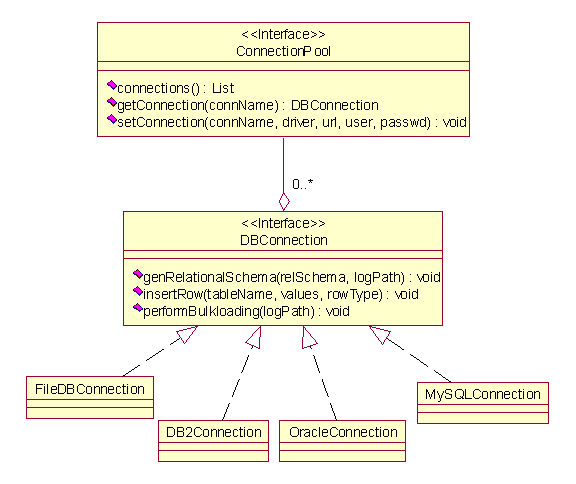 <<Interface>>
ConnectionPool
connections() : List
getConnection(connName) : DBConnection
setConnection(connName, driver, url, user, passwd) : void
0..*
<<Interface>>
DBConnection
genRelationalSchema(relSchema, logPath) : void
insertRow(tableName, values, rowType) : void
performBulkloading(logPath) : void
FileDBConnection
MySQLConnection
DB2Connection
OracleConnection